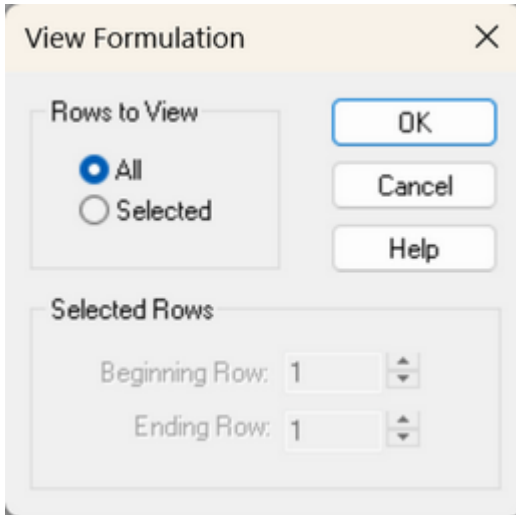 View Formulation
Rows to View
All
Selected
OK
Cancel
Help
Selected Rows
Beginning Row: 1
Ending Row: 1